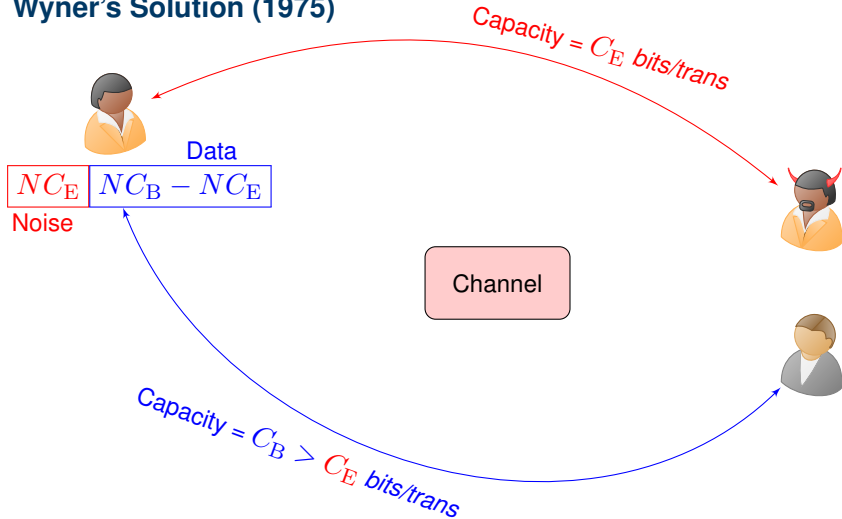 Wyner's Solution (1975)
Capacity = C_E bits/trans
Data
NC_E NC_B − NC_E
Noise
Channel
Capacity = C_B > C_E bits/trans